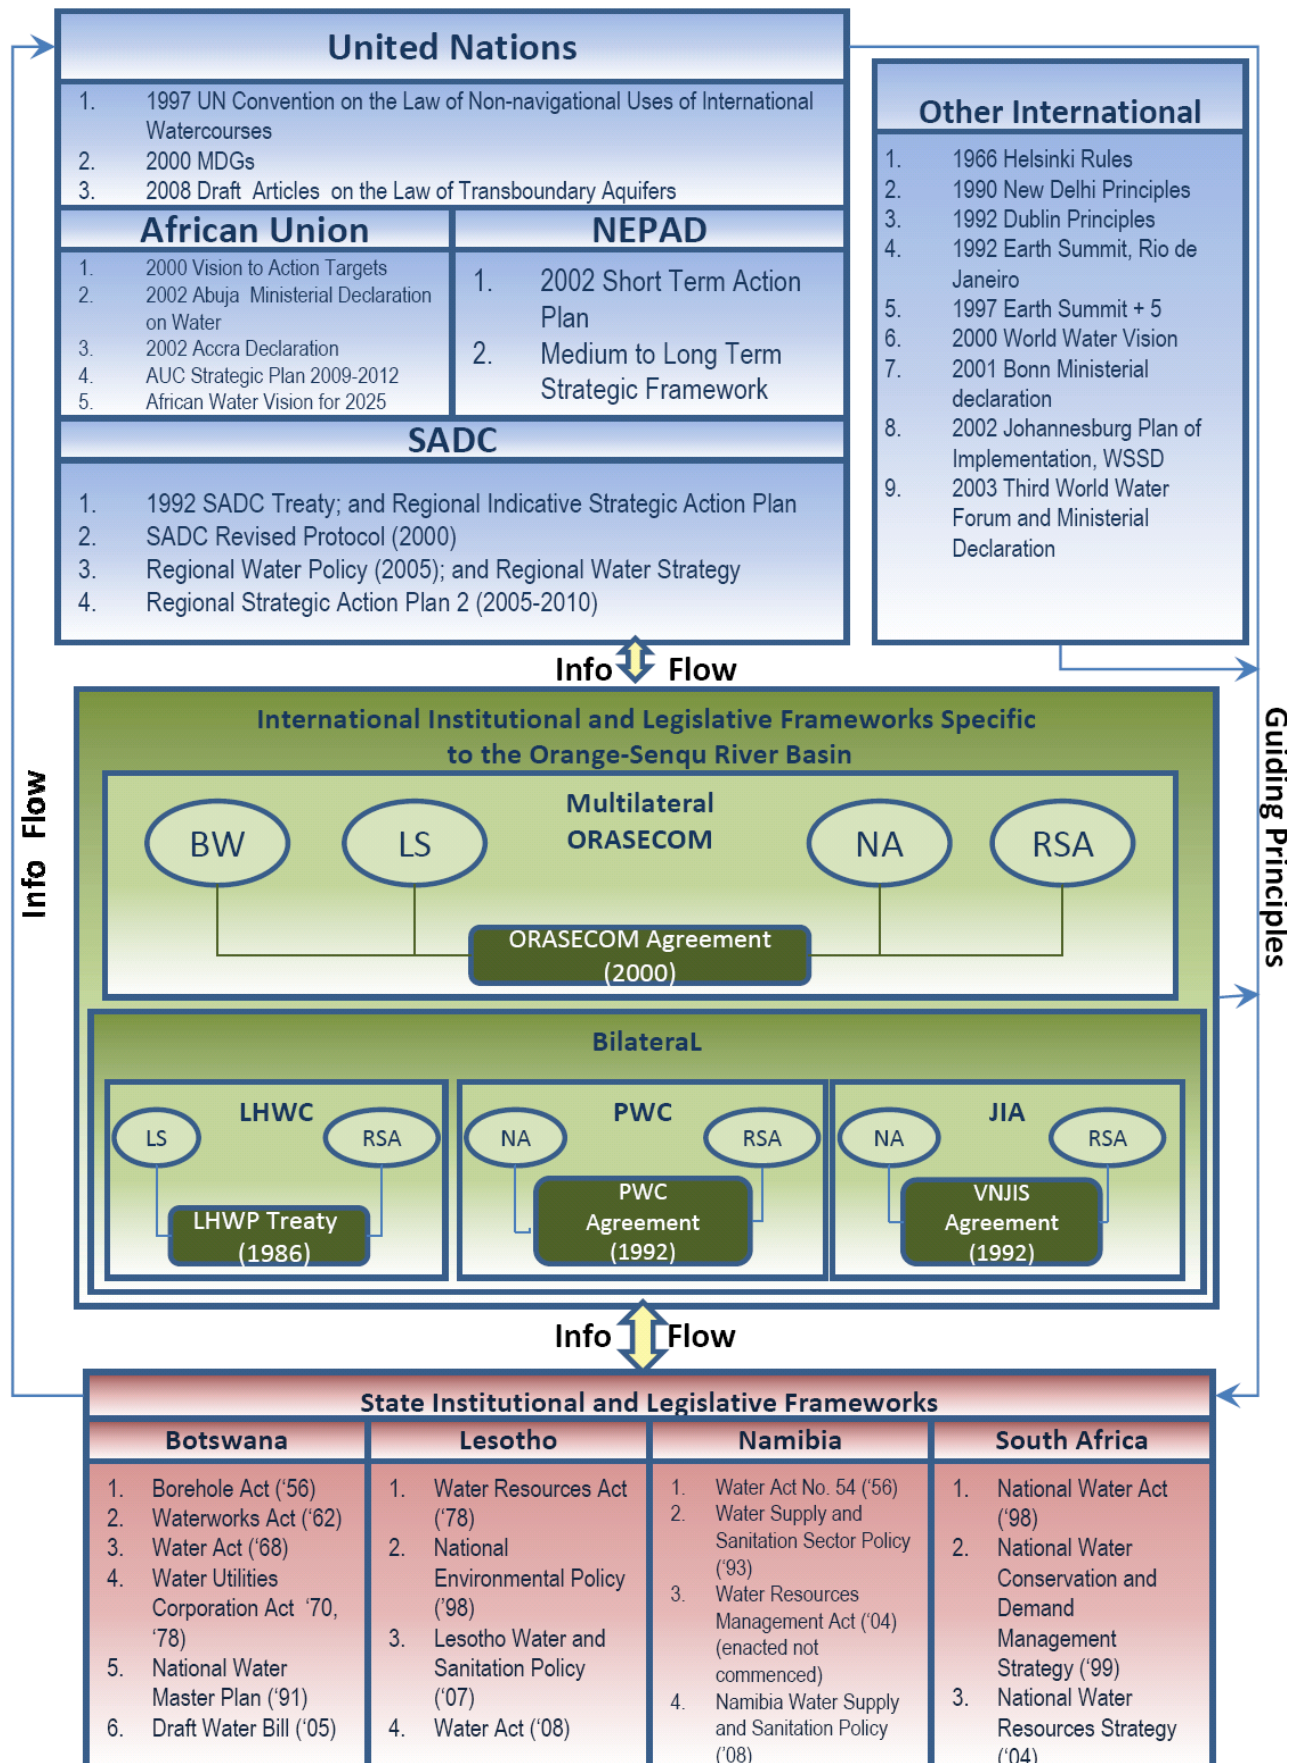 United Nations
1. 1997 UN Convention on the Law of Non-navigational Uses of International
Watercourses
2. 2000 MDGs
3. 2008 Draft Articles on the Law of Transboundary Aquifers
African Union
1. 2000 Vision to Action Targets
2. 2002 Abuja Ministerial Declaration
on Water
3. 2002 Accra Declaration
4. AUC Strategic Plan 2009-2012
5. African Water Vision for 2025
NEPAD
1. 2002 Short Term Action
Plan
2. Medium to Long Term
Strategic Framework
SADC
1. 1992 SADC Treaty; and Regional Indicative Strategic Action Plan
2. SADC Revised Protocol (2000)
3. Regional Water Policy (2005); and Regional Water Strategy
4. Regional Strategic Action Plan 2 (2005-2010)
Other International
1. 1966 Helsinki Rules
2. 1990 New Delhi Principles
3. 1992 Dublin Principles
4. 1992 Earth Summit, Rio de
Janeiro
5. 1997 Earth Summit + 5
6. 2000 World Water Vision
7. 2001 Bonn Ministerial
declaration
8. 2002 Johannesburg Plan of
Implementation, WSSD
9. 2003 Third World Water
Forum and Ministerial
Declaration
Info Flow
Info Flow
Guiding Principles
International Institutional and Legislative Frameworks Specific
to the Orange-Senqu River Basin
Multilateral
ORASECOM
BW
LS
NA
RSA
ORASECOM Agreement
(2000)
BilateraL
LHWC
LS
RSA
LHWP Treaty
(1986)
PWC
NA
RSA
PWC
Agreement
(1992)
JIA
NA
RSA
VNJIS
Agreement
(1992)
Info Flow
State Institutional and Legislative Frameworks
Botswana
1. Borehole Act (‘56)
2. Waterworks Act (‘62)
3. Water Act (‘68)
4. Water Utilities
Corporation Act ‘70,
‘78)
5. National Water
Master Plan (‘91)
6. Draft Water Bill (‘05)
Lesotho
1. Water Resources Act
(‘78)
2. National
Environmental Policy
(’98)
3. Lesotho Water and
Sanitation Policy
(‘07)
4. Water Act (‘08)
Namibia
1. Water Act No. 54 (‘56)
2. Water Supply and
Sanitation Sector Policy
(‘93)
3. Water Resources
Management Act (‘04)
(enacted not
commenced)
4. Namibia Water Supply
and Sanitation Policy
(‘08)
South Africa
1. National Water Act
(‘98)
2. National Water
Conservation and
Demand
Management
Strategy (‘99)
3. National Water
Resources Strategy
(‘04)